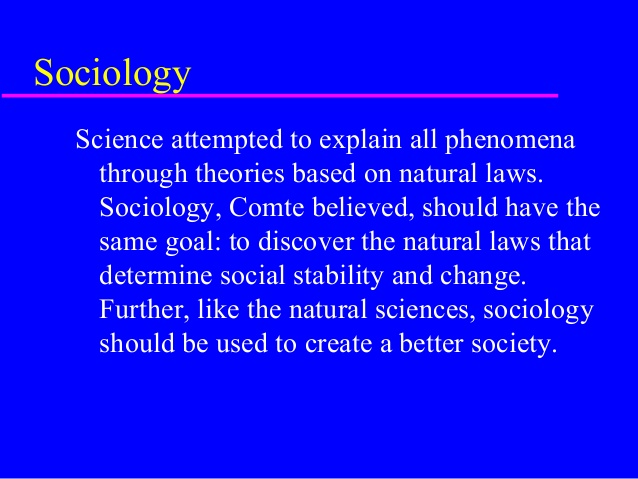 Sociology
Science attempted to explain all phenomena
through theories based on natural laws.
Sociology, Comte believed, should have the
same goal: to discover the natural laws that
determine social stability and change.
Further, like the natural sciences, sociology
should be used to create a better society.